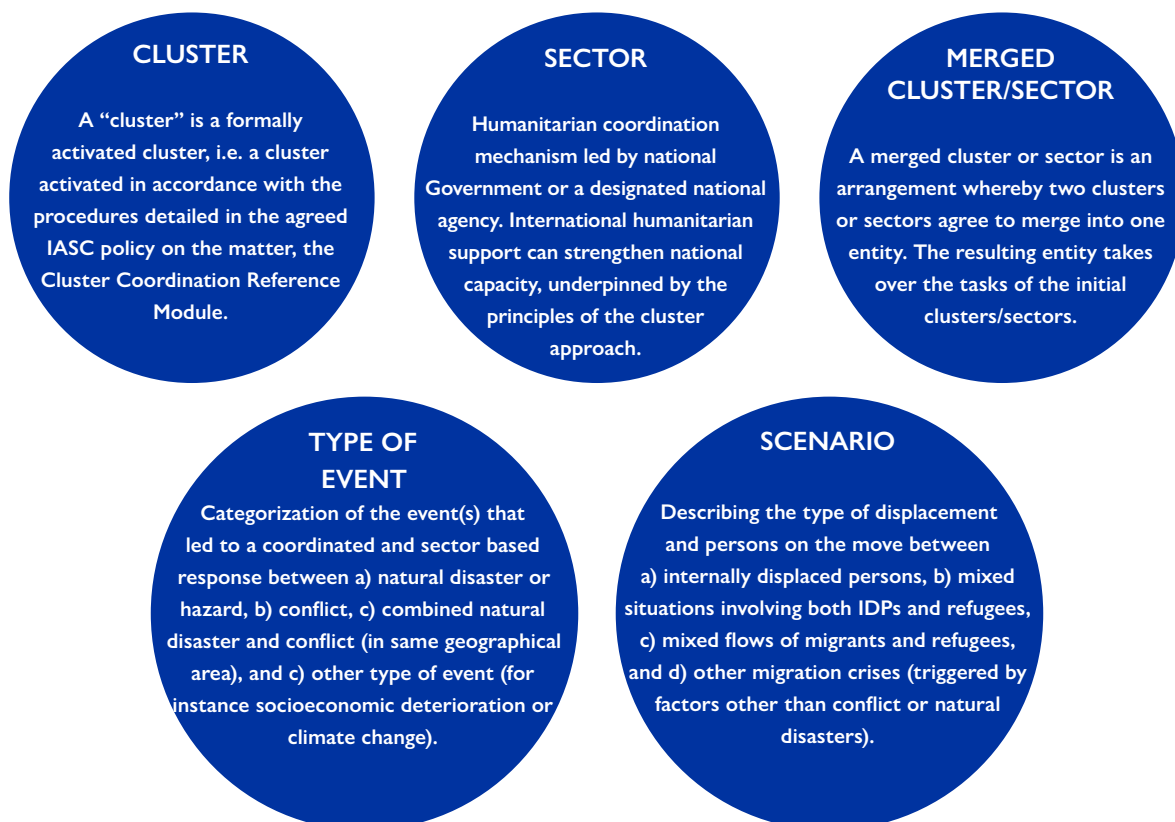 CLUSTER
A “cluster” is a formally
activated cluster, i.e. a cluster
activated in accordance with the
procedures detailed in the agreed
IASC policy on the matter, the
Cluster Coordination Reference
Module.
SECTOR
Humanitarian coordination
mechanism led by national
Government or a designated national
agency. International humanitarian
support can strengthen national
capacity, underpinned by the
principles of the cluster
approach.
MERGED
CLUSTER/SECTOR
A merged cluster or sector is an
arrangement whereby two clusters
or sectors agree to merge into one
entity. The resulting entity takes
over the tasks of the initial
clusters/sectors.
TYPE OF
EVENT
Categorization of the event(s) that
led to a coordinated and sector based
response between a) natural disaster or
hazard, b) conflict, c) combined natural
disaster and conflict (in same geographical
area), and c) other type of event (for
instance socioeconomic deterioration or
climate change).
SCENARIO
Describing the type of displacement
and persons on the move between
a) internally displaced persons, b) mixed
situations involving both IDPs and refugees,
c) mixed flows of migrants and refugees,
and d) other migration crises (triggered by
factors other than conflict or natural
disasters).